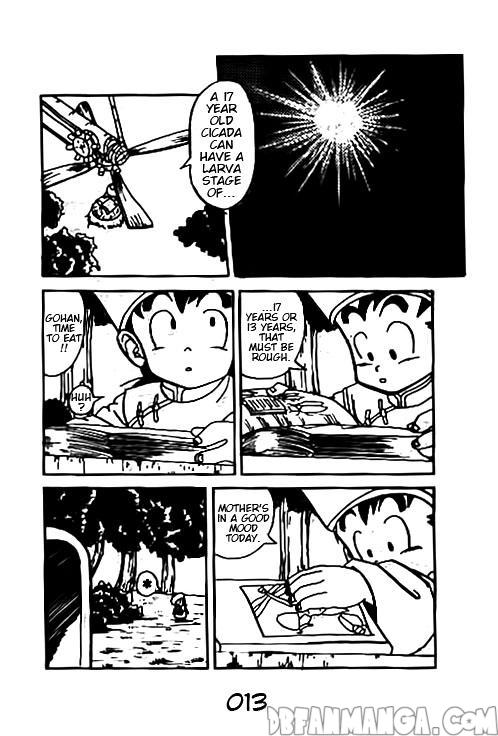 A 17
YEAR
OLD
CICADA
CAN
HAVE A
LARVA
STAGE
OF...
...17
YEARS OR
13 YEARS,
THAT
MUST BE
ROUGH.
GOHAN,
TIME
TO EAT
!!
HUH
?
MOTHER'S
IN A GOOD
MOOD
TODAY.
*
013
DBFANMANGA.COM